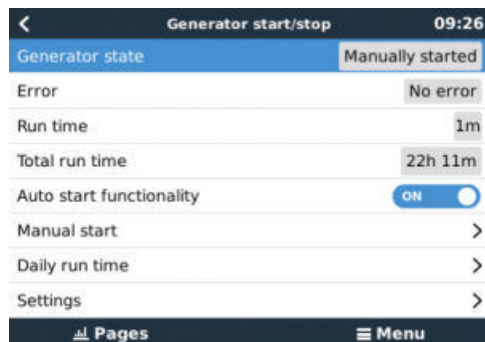 Generator start/stop 09:26
Generator state Manually started
Error No error
Run time 1m
Total run time 22h 11m
Auto start functionality ON
Manual start
Daily run time
Settings
Pages Menu